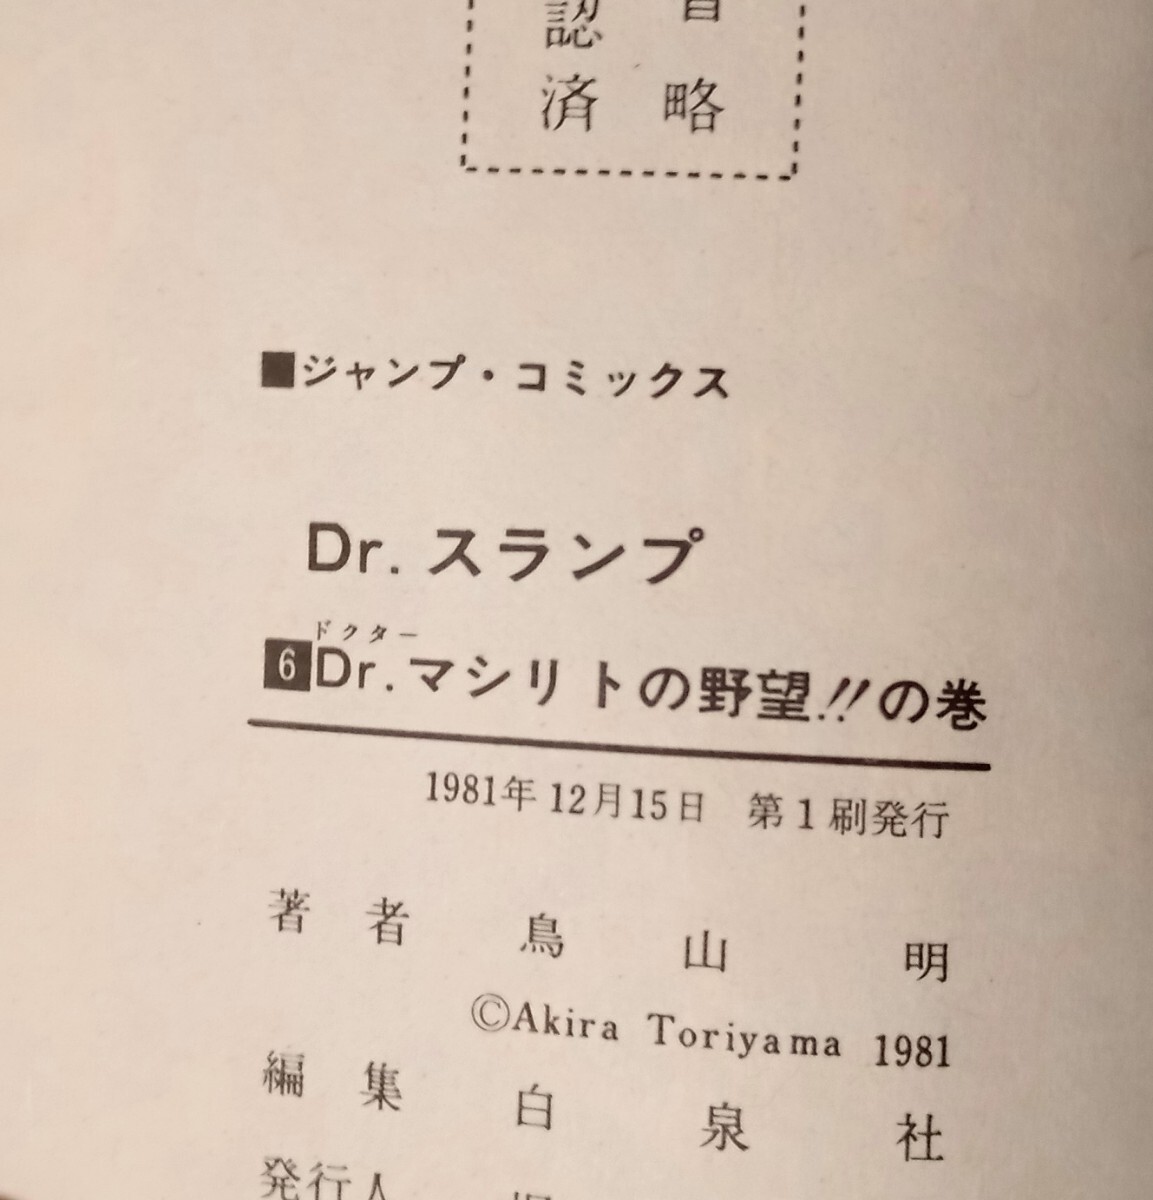 認
済
略
■ジャンプ・コミックス
Dr.スランプ
ドクター
6 Dr.マシリトの野望!!の巻
1981年12月15日 第1刷発行
著者 鳥山明
©Akira Toriyama 1981
編集 白泉社
発行人